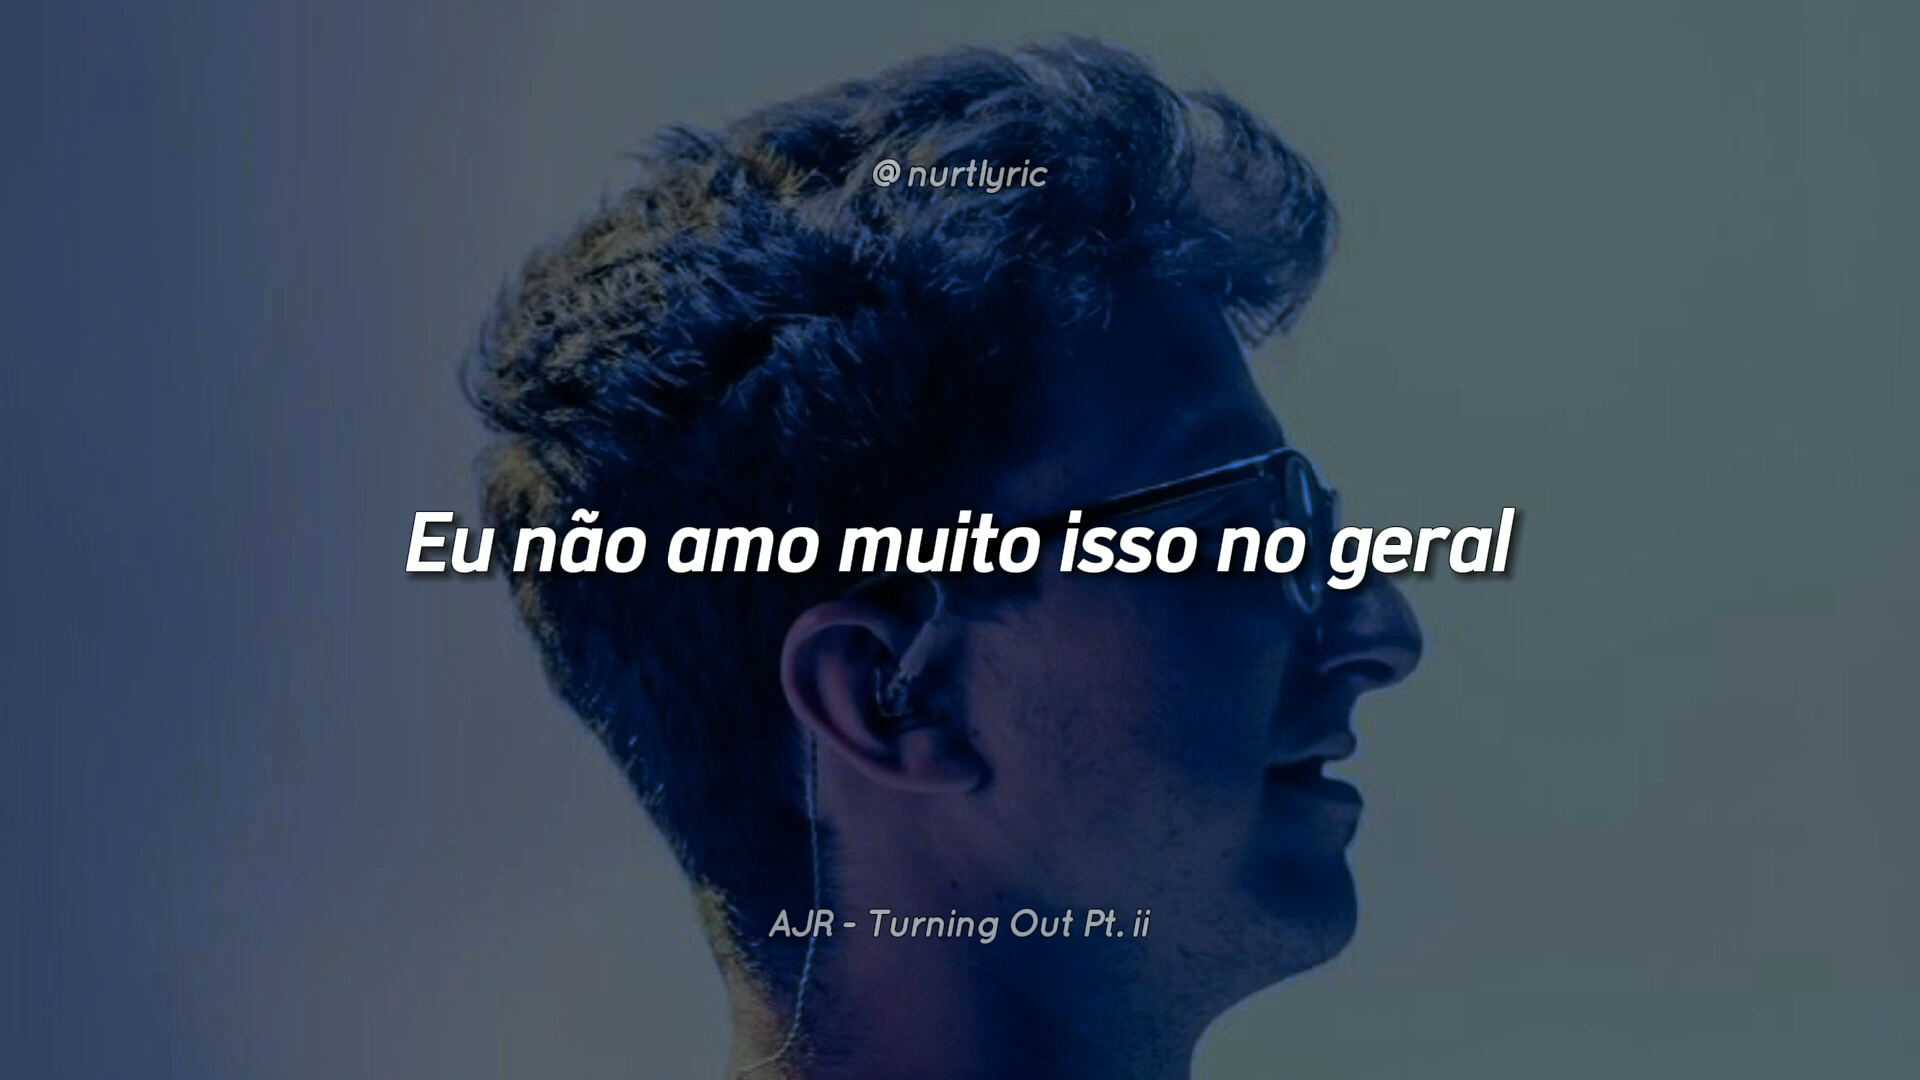 @nurtlyric
Eu não amo muito isso no geral
AJR - Turning Out Pt. ii